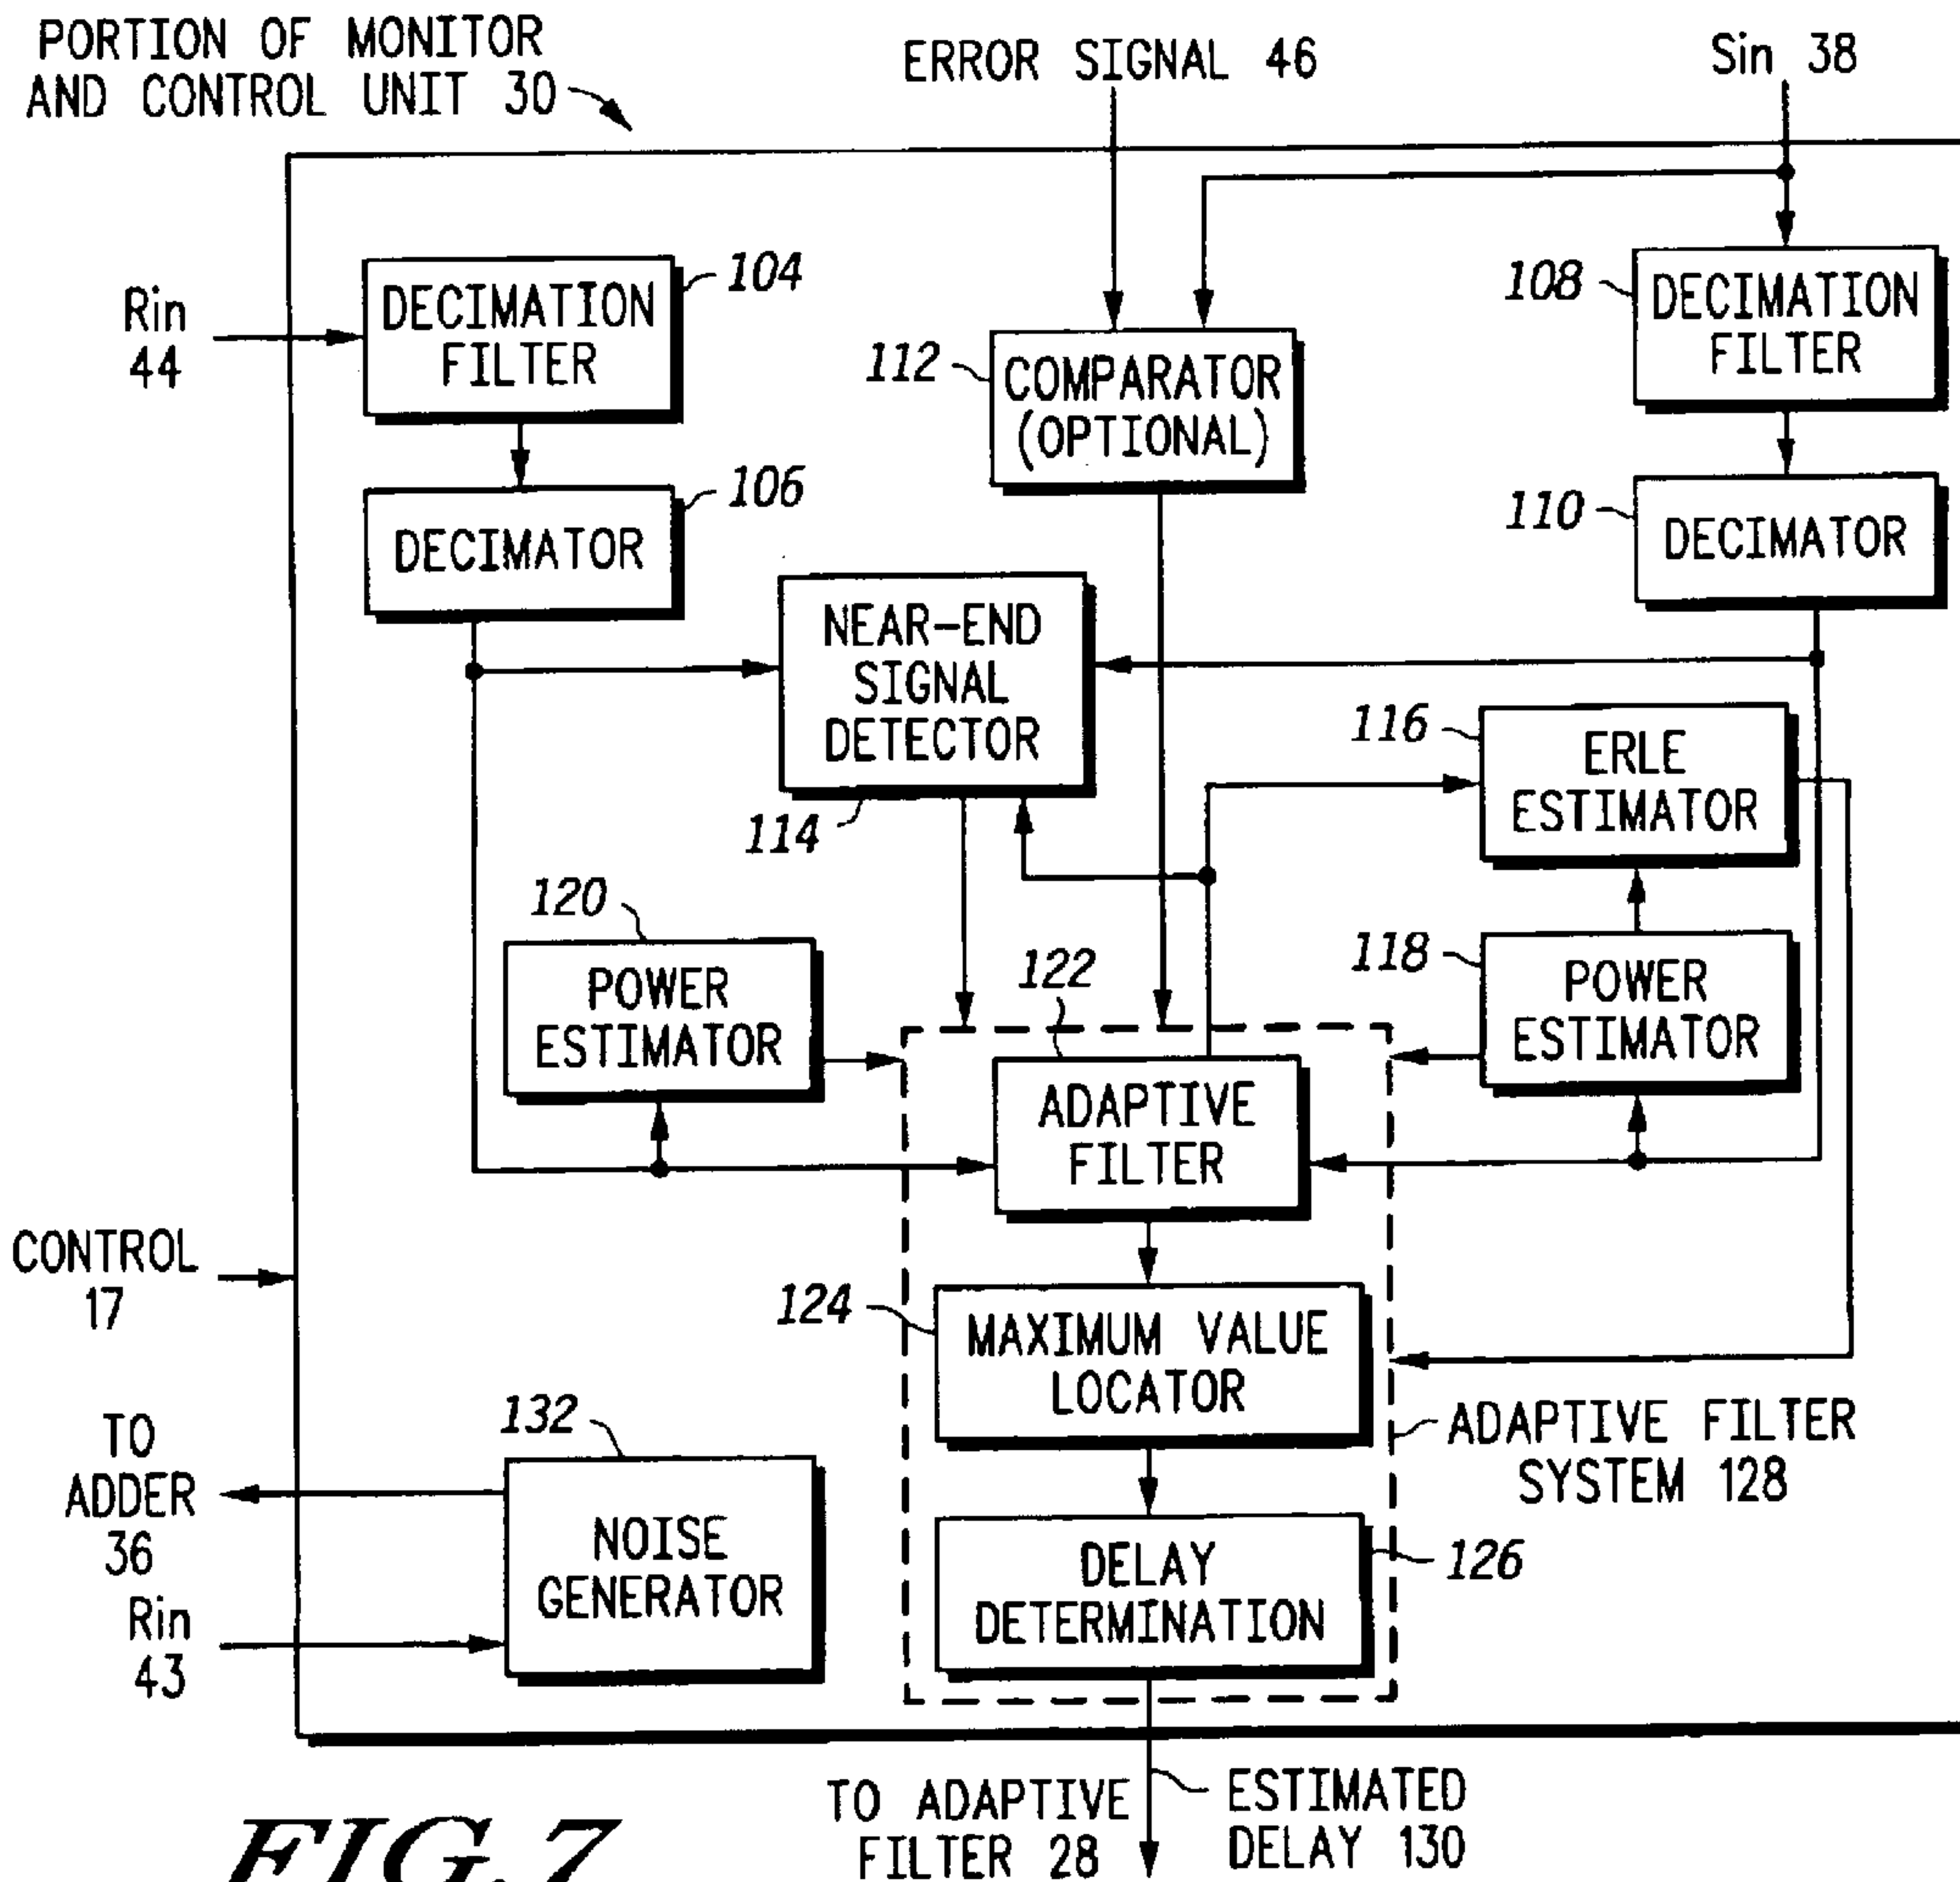 PORTION OF MONITOR
AND CONTROL UNIT 30
ERROR SIGNAL 46
Sin 38
Rin
44
DECIMATION
FILTER
104
112
COMPARATOR
(OPTIONAL)
108
DECIMATION
FILTER
DECIMATOR
106
110
DECIMATOR
NEAR-END
SIGNAL
DETECTOR
114
116
ERLE
ESTIMATOR
120
POWER
ESTIMATOR
122
118
POWER
ESTIMATOR
ADAPTIVE
FILTER
CONTROL
17
124
MAXIMUM VALUE
LOCATOR
ADAPTIVE FILTER
SYSTEM 128
TO
ADDER
36
132
NOISE
GENERATOR
DELAY
DETERMINATION
126
Rin
43
TO ADAPTIVE
FILTER 28
ESTIMATED
DELAY 130
FIG.7